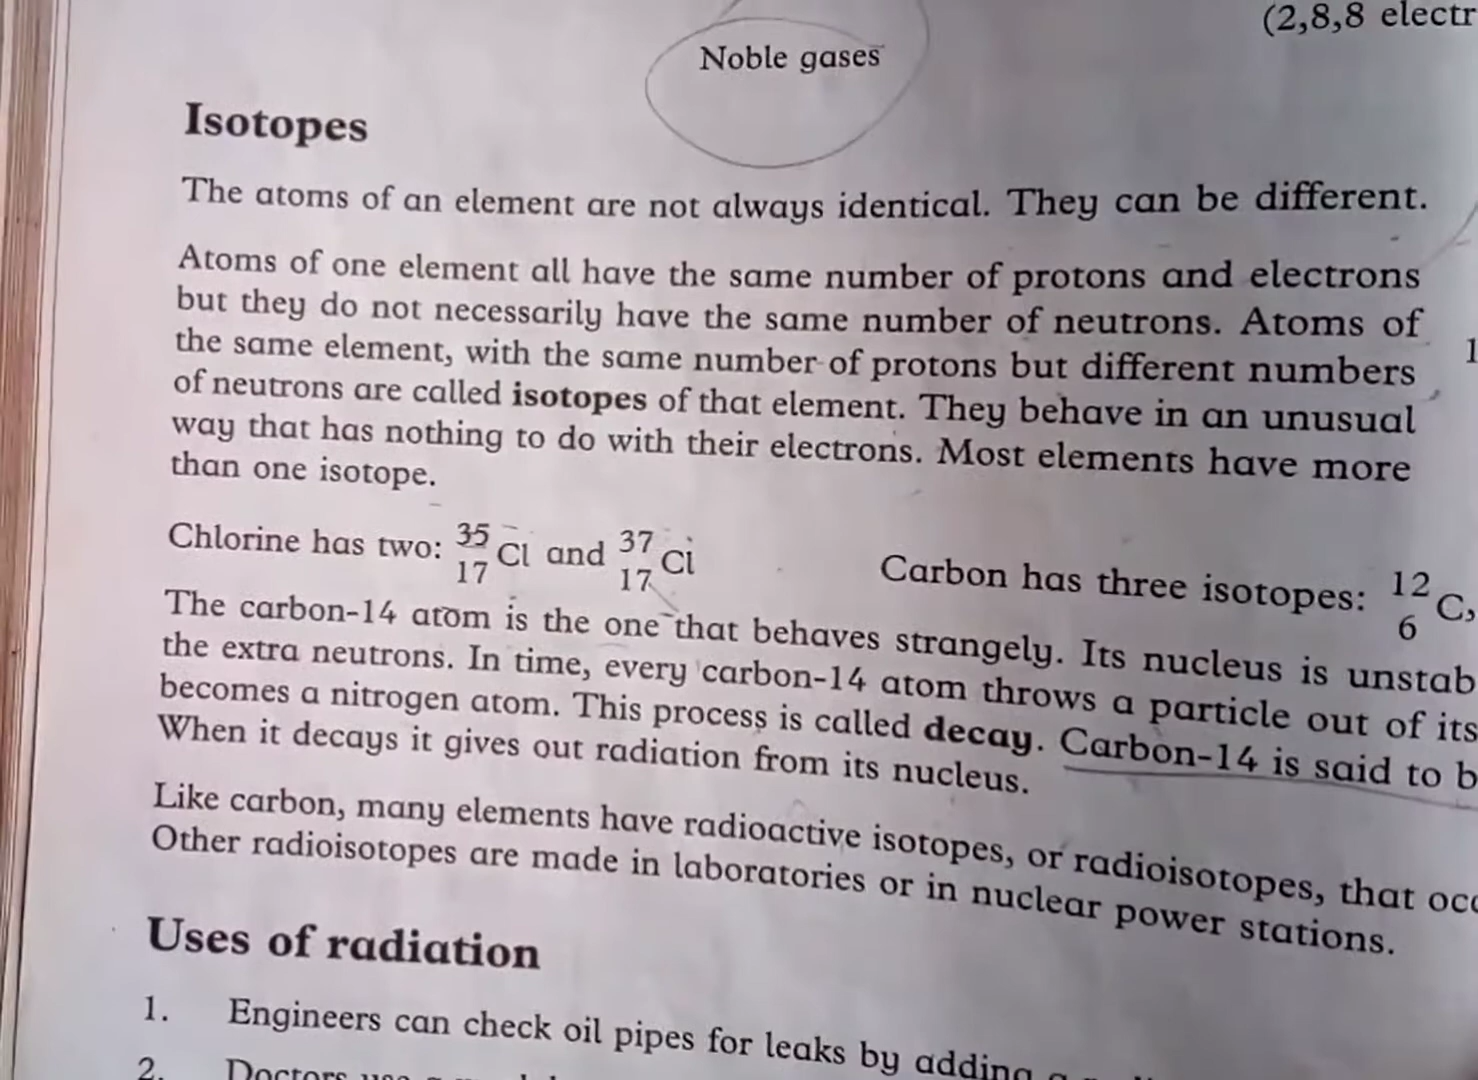 (2,8,8 electr
Noble gases
Isotopes
The atoms of an element are not always identical. They can be different.
Atoms of one element all have the same number of protons and electrons
but they do not necessarily have the same number of neutrons. Atoms of
the same element, with the same number of protons but different numbers
of neutrons are called isotopes of that element. They behave in an unusual
way that has nothing to do with their electrons. Most elements have more
than one isotope.
Chlorine has two: 35 17 Cl and 37 17 Cl Carbon has three isotopes: 12 6 C,
The carbon-14 atom is the one that behaves strangely. Its nucleus is unstab
the extra neutrons. In time, every carbon-14 atom throws a particle out of its
becomes a nitrogen atom. This process is called decay. Carbon-14 is said to b
When it decays it gives out radiation from its nucleus.
Like carbon, many elements have radioactive isotopes, or radioisotopes, that occ
Other radioisotopes are made in laboratories or in nuclear power stations.
Uses of radiation
1. Engineers can check oil pipes for leaks by adding a
2. Doctors use a